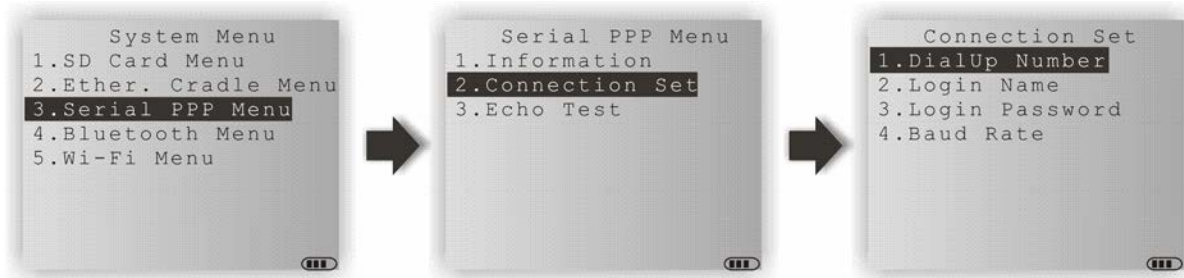 System Menu
1.SD Card Menu
2.Ether. Cradle Menu
3.Serial PPP Menu
4.Bluetooth Menu
5.Wi-Fi Menu
Serial PPP Menu
1.Information
2.Connection Set
3.Echo Test
Connection Set
1.DialUp Number
2.Login Name
3.Login Password
4.Baud Rate